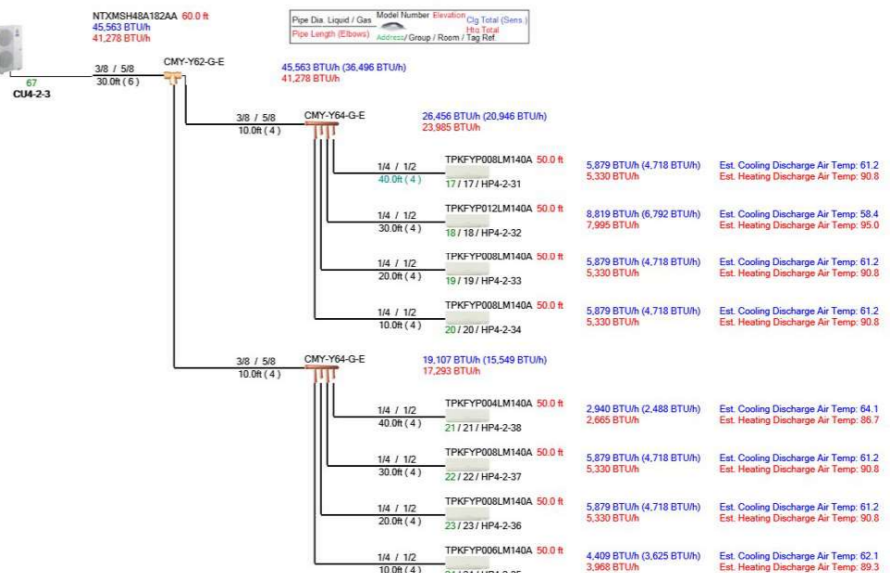 NTXMSH48A182AA 60.0 ft
45,563 BTU/h
41,278 BTU/h
Pipe Dia. Liquid / Gas Model Number Elevation Clg Total (Sens.)
Pipe Length (Elbows) Htg Total
Address/Group / Room / Tag Ref.
67
CU4-2-3
3/8 / 5/8
30.0ft ( 6 )
CMY-Y62-G-E
45,563 BTU/h (36,496 BTU/h)
41,278 BTU/h
3/8 / 5/8
10.0ft ( 4 )
CMY-Y64-G-E
26,456 BTU/h (20,946 BTU/h)
23,985 BTU/h
1/4 / 1/2
40.0ft ( 4 )
TPKFYP008LM140A 50.0 ft
17 / 17 / HP4-2-31
5,879 BTU/h (4,718 BTU/h)
5,330 BTU/h
Est. Cooling Discharge Air Temp: 61.2
Est. Heating Discharge Air Temp: 90.8
1/4 / 1/2
30.0ft ( 4 )
TPKFYP012LM140A 50.0 ft
18 / 18 / HP4-2-32
8,819 BTU/h (6,792 BTU/h)
7,995 BTU/h
Est. Cooling Discharge Air Temp: 58.4
Est. Heating Discharge Air Temp: 95.0
1/4 / 1/2
20.0ft ( 4 )
TPKFYP008LM140A 50.0 ft
19 / 19 / HP4-2-33
5,879 BTU/h (4,718 BTU/h)
5,330 BTU/h
Est. Cooling Discharge Air Temp: 61.2
Est. Heating Discharge Air Temp: 90.8
1/4 / 1/2
10.0ft ( 4 )
TPKFYP008LM140A 50.0 ft
20 / 20 / HP4-2-34
5,879 BTU/h (4,718 BTU/h)
5,330 BTU/h
Est. Cooling Discharge Air Temp: 61.2
Est. Heating Discharge Air Temp: 90.8
3/8 / 5/8
10.0ft ( 4 )
CMY-Y64-G-E
19,107 BTU/h (15,549 BTU/h)
17,293 BTU/h
1/4 / 1/2
40.0ft ( 4 )
TPKFYP004LM140A 50.0 ft
21 / 21 / HP4-2-38
2,940 BTU/h (2,488 BTU/h)
2,665 BTU/h
Est. Cooling Discharge Air Temp: 64.1
Est. Heating Discharge Air Temp: 86.7
1/4 / 1/2
30.0ft ( 4 )
TPKFYP008LM140A 50.0 ft
22 / 22 / HP4-2-37
5,879 BTU/h (4,718 BTU/h)
5,330 BTU/h
Est. Cooling Discharge Air Temp: 61.2
Est. Heating Discharge Air Temp: 90.8
1/4 / 1/2
20.0ft ( 4 )
TPKFYP008LM140A 50.0 ft
23 / 23 / HP4-2-36
5,879 BTU/h (4,718 BTU/h)
5,330 BTU/h
Est. Cooling Discharge Air Temp: 61.2
Est. Heating Discharge Air Temp: 90.8
1/4 / 1/2
10.0ft ( 4 )
TPKFYP006LM140A 50.0 ft
4,409 BTU/h (3,625 BTU/h)
3,968 BTU/h
Est. Cooling Discharge Air Temp: 62.1
Est. Heating Discharge Air Temp: 89.3